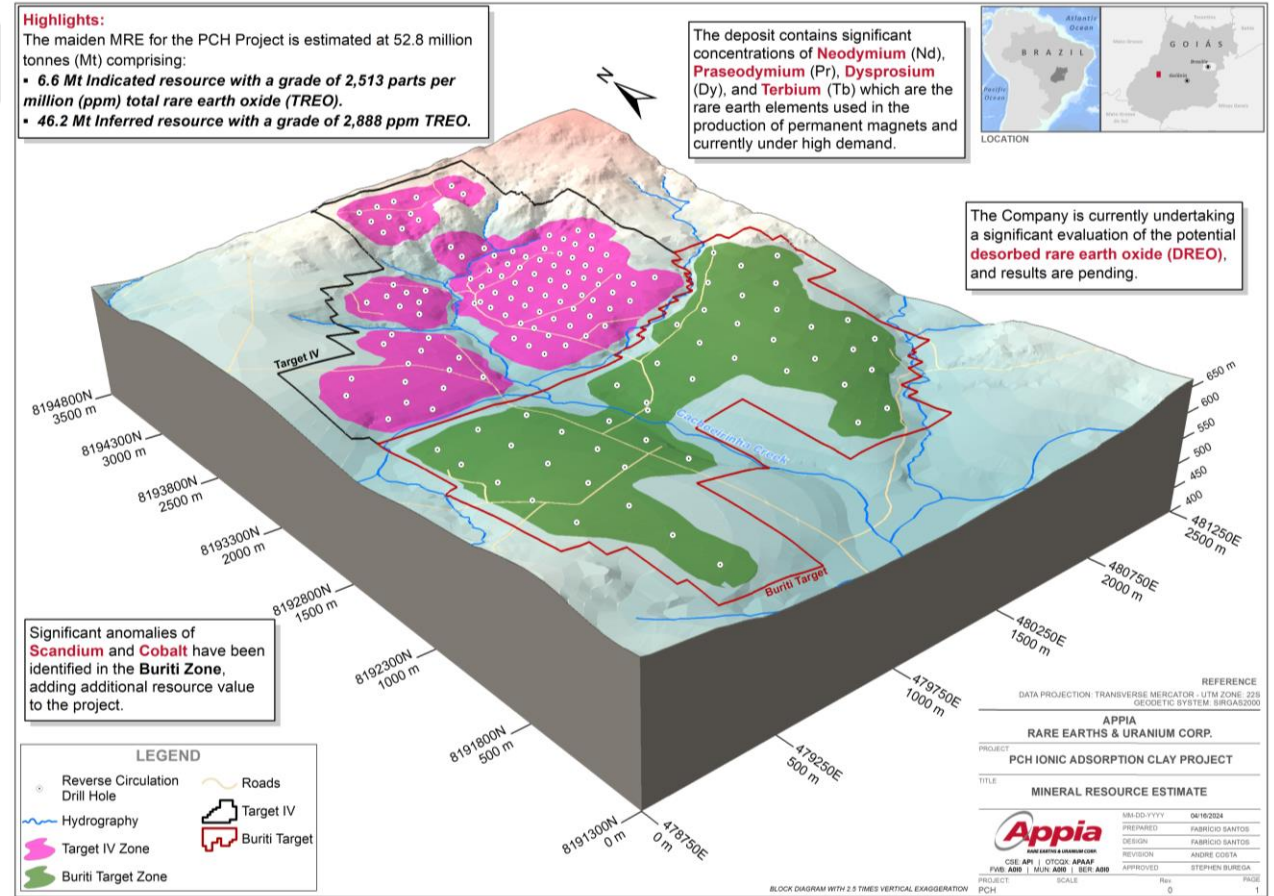 Highlights:
The maiden MRE for the PCH Project is estimated at 52.8 million
tonnes (Mt) comprising:
▪ 6.6 Mt Indicated resource with a grade of 2,513 parts per
million (ppm) total rare earth oxide (TREO).
▪ 46.2 Mt Inferred resource with a grade of 2,888 ppm TREO.
The deposit contains significant
concentrations of Neodymium (Nd),
Praseodymium (Pr), Dysprosium
(Dy), and Terbium (Tb) which are the
rare earth elements used in the
production of permanent magnets and
currently under high demand.
Atlantic
Ocean
BRAZIL
Pacific
Ocean
GOIÁS
Brasília
Goiânia
LOCATION
The Company is currently undertaking
a significant evaluation of the potential
desorbed rare earth oxide (DREO),
and results are pending.
N
Target IV
Cachoeirinha Creek
Buriti Target
650 m
600
550
500
450
400
8194800N
3500 m
8194300N
3000 m
8193800N
2500 m
8193300N
2000 m
8192800N
1500 m
8192300N
1000 m
8191800N
500 m
8191300N
0 m
478750E
0 m
479250E
500 m
479750E
1000 m
480250E
1500 m
480750E
2000 m
481250E
2500 m
Significant anomalies of
Scandium and Cobalt have been
identified in the Buriti Zone,
adding additional resource value
to the project.
LEGEND
Reverse Circulation
Drill Hole
Hydrography
Target IV Zone
Buriti Target Zone
Roads
Target IV
Buriti Target
BLOCK DIAGRAM WITH 2.5 TIMES VERTICAL EXAGGERATION
REFERENCE
DATA PROJECTION: TRANSVERSE MERCATOR - UTM ZONE: 22S
GEODETIC SYSTEM: SIRGAS2000
APPIA
RARE EARTHS & URANIUM CORP.
PROJECT
PCH IONIC ADSORPTION CLAY PROJECT
TITLE
MINERAL RESOURCE ESTIMATE
Appia
RARE EARTHS & URANIUM CORP.
CSE: API | OTCQX: APAAF
FWB: A0I0 | MUN: A0I0 | BER: A0I0
MM-DD-YYYY 04/16/2024
PREPARED FABRÍCIO SANTOS
DESIGN FABRÍCIO SANTOS
REVISION ANDRE COSTA
APPROVED STEPHEN BUREGA
PROJECT: SCALE Rev. PAGE
PCH 0 1